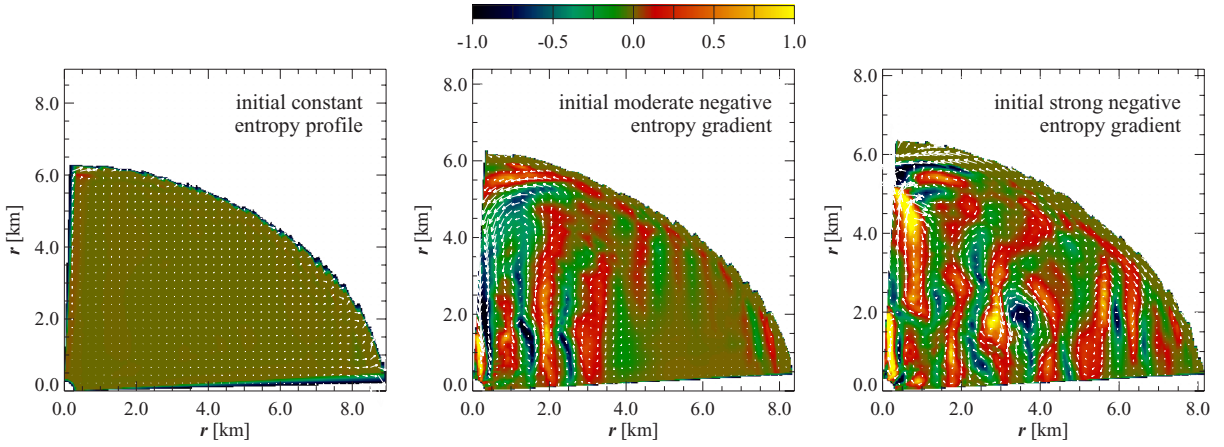 -1.0 -0.5 0.0 0.5 1.0
initial constant
entropy profile
8.0
6.0
4.0
2.0
0.0
r [km]
0.0 2.0 4.0 6.0 8.0
r [km]
initial moderate negative
entropy gradient
8.0
6.0
4.0
2.0
0.0
r [km]
0.0 2.0 4.0 6.0 8.0
r [km]
initial strong negative
entropy gradient
8.0
6.0
4.0
2.0
0.0
r [km]
0.0 2.0 4.0 6.0 8.0
r [km]